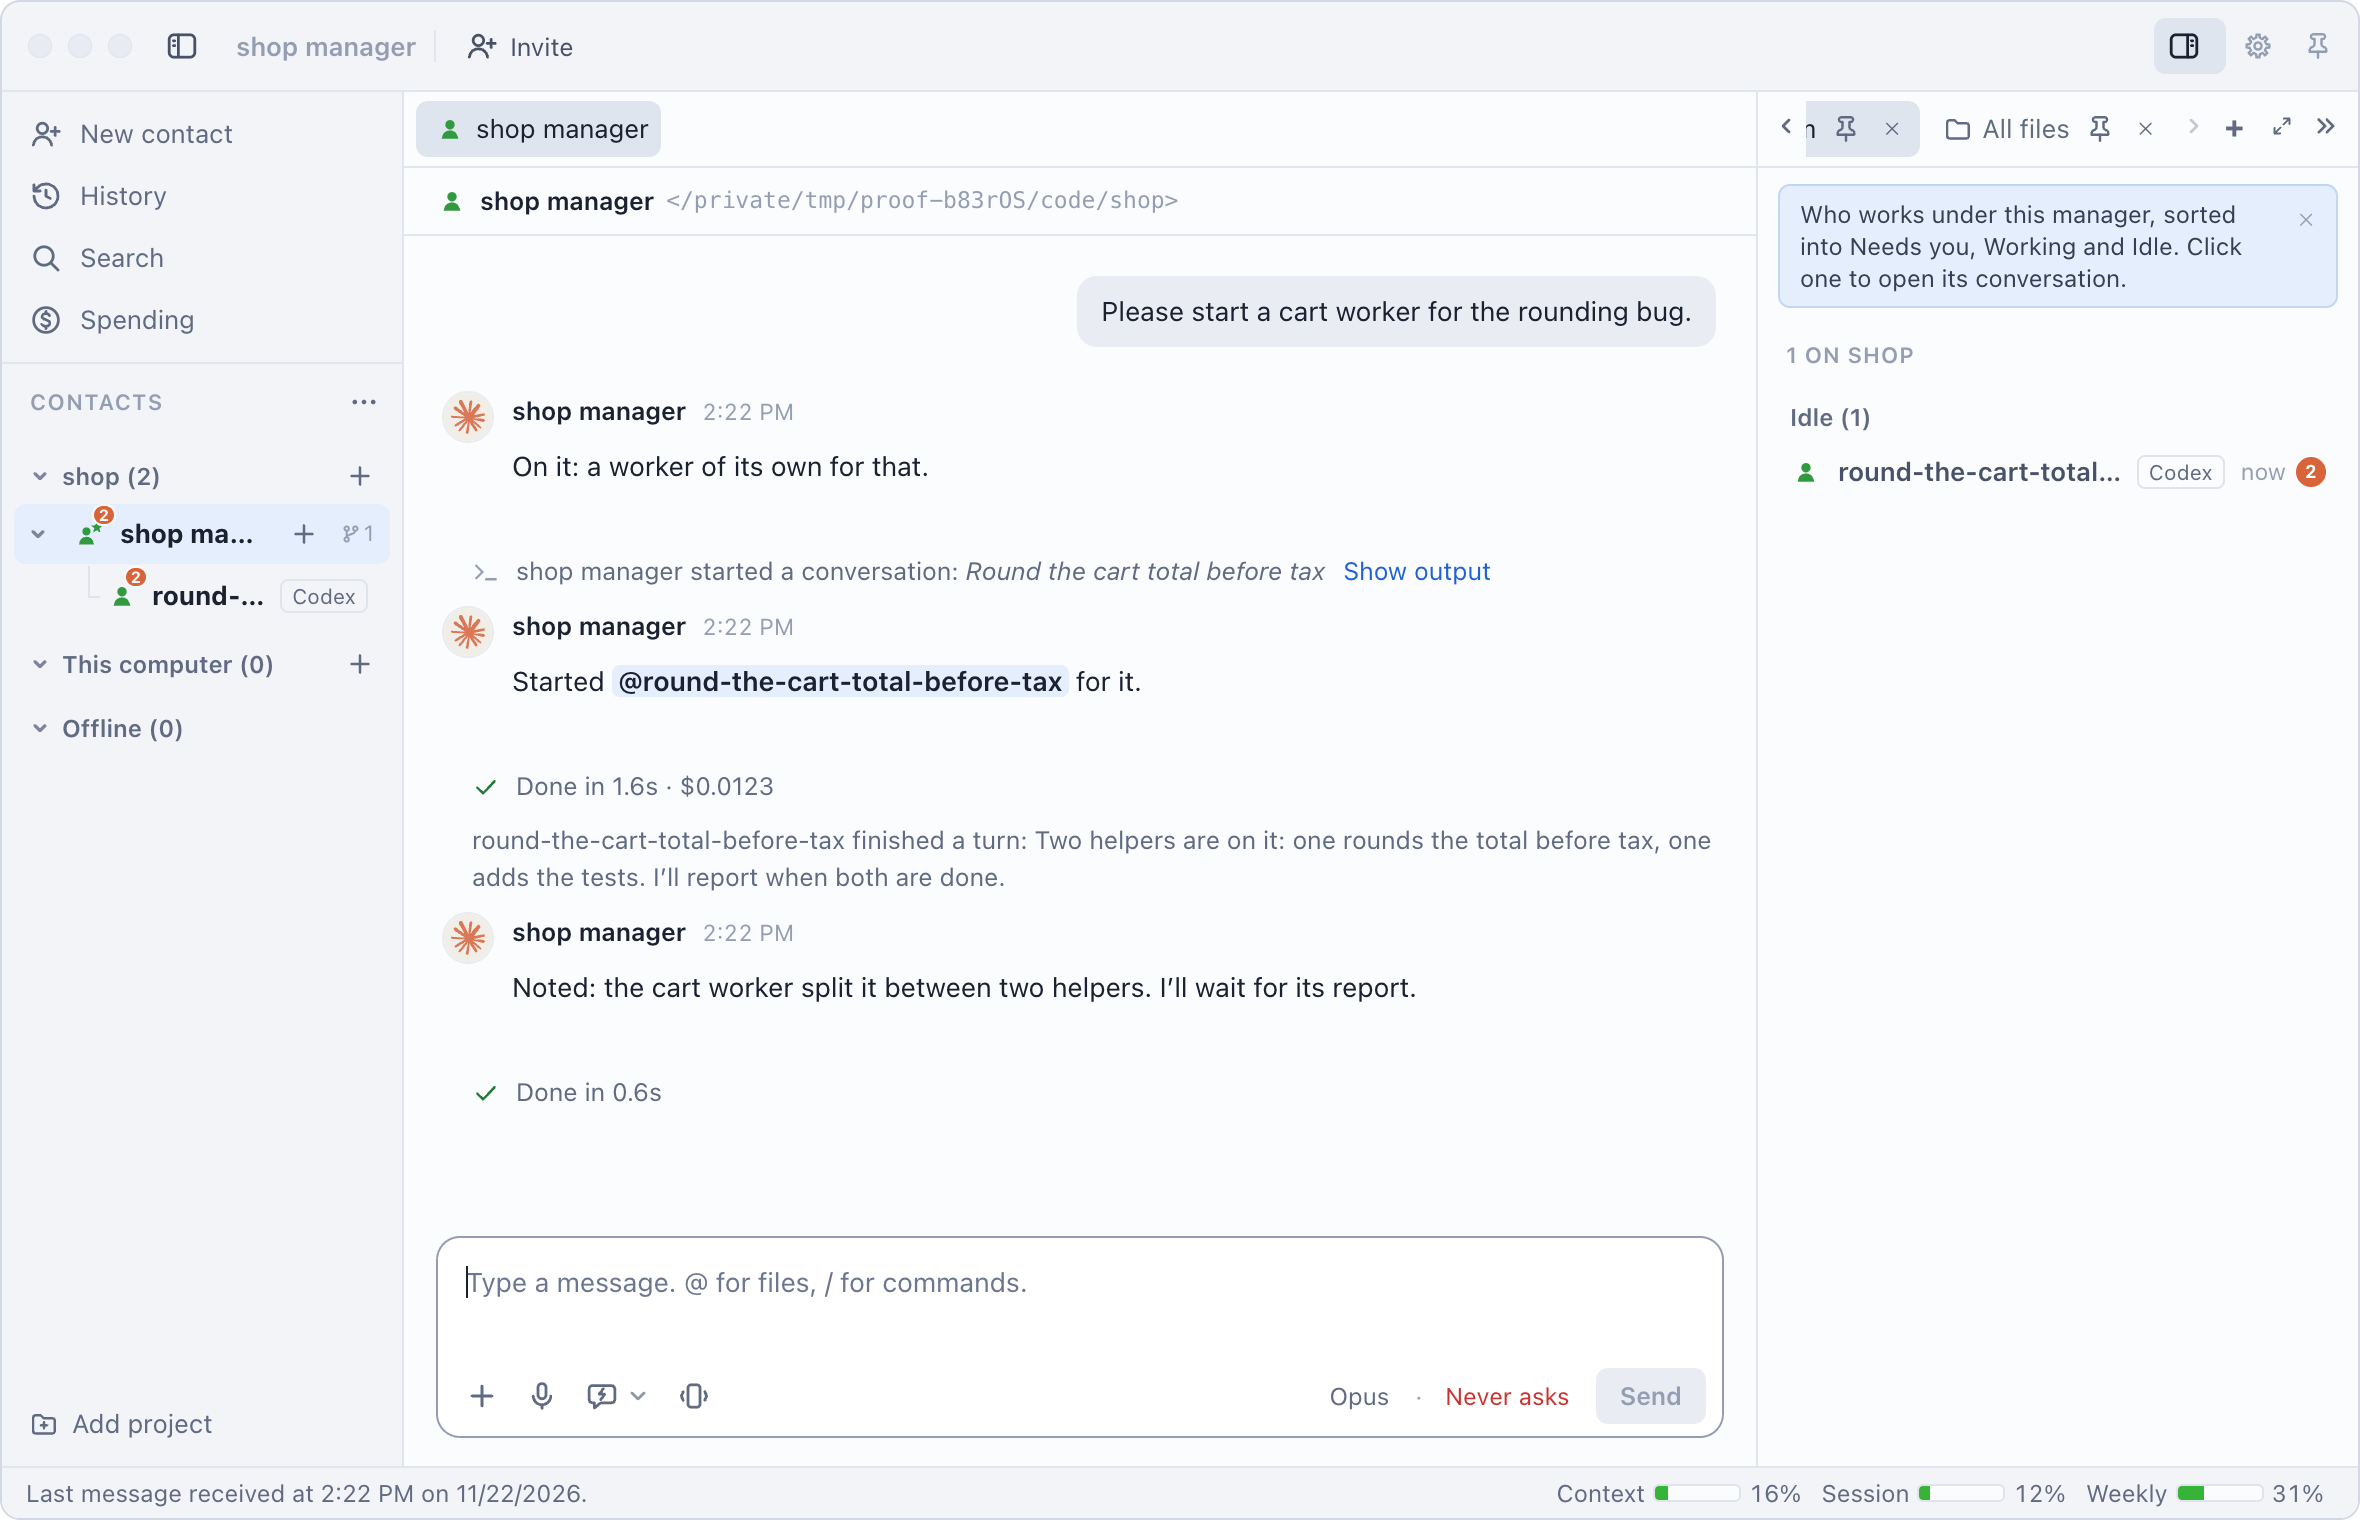 shop manager
Invite
New contact
History
Search
Spending
CONTACTS
shop (2)
2
shop ma...
1
2
round-...
Codex
This computer (0)
Offline (0)
Add project
shop manager
shop manager </private/tmp/proof-b83rOS/code/shop>
Please start a cart worker for the rounding bug.
shop manager 2:22 PM
On it: a worker of its own for that.
shop manager started a conversation: Round the cart total before tax Show output
shop manager 2:22 PM
Started @round-the-cart-total-before-tax for it.
Done in 1.6s · $0.0123
round-the-cart-total-before-tax finished a turn: Two helpers are on it: one rounds the total before tax, one
adds the tests. I’ll report when both are done.
shop manager 2:22 PM
Noted: the cart worker split it between two helpers. I’ll wait for its report.
Done in 0.6s
Type a message. @ for files, / for commands.
Opus · Never asks Send
All files
Who works under this manager, sorted
into Needs you, Working and Idle. Click
one to open its conversation.
1 ON SHOP
Idle (1)
round-the-cart-total... Codex now 2
Last message received at 2:22 PM on 11/22/2026.
Context 16% Session 12% Weekly 31%